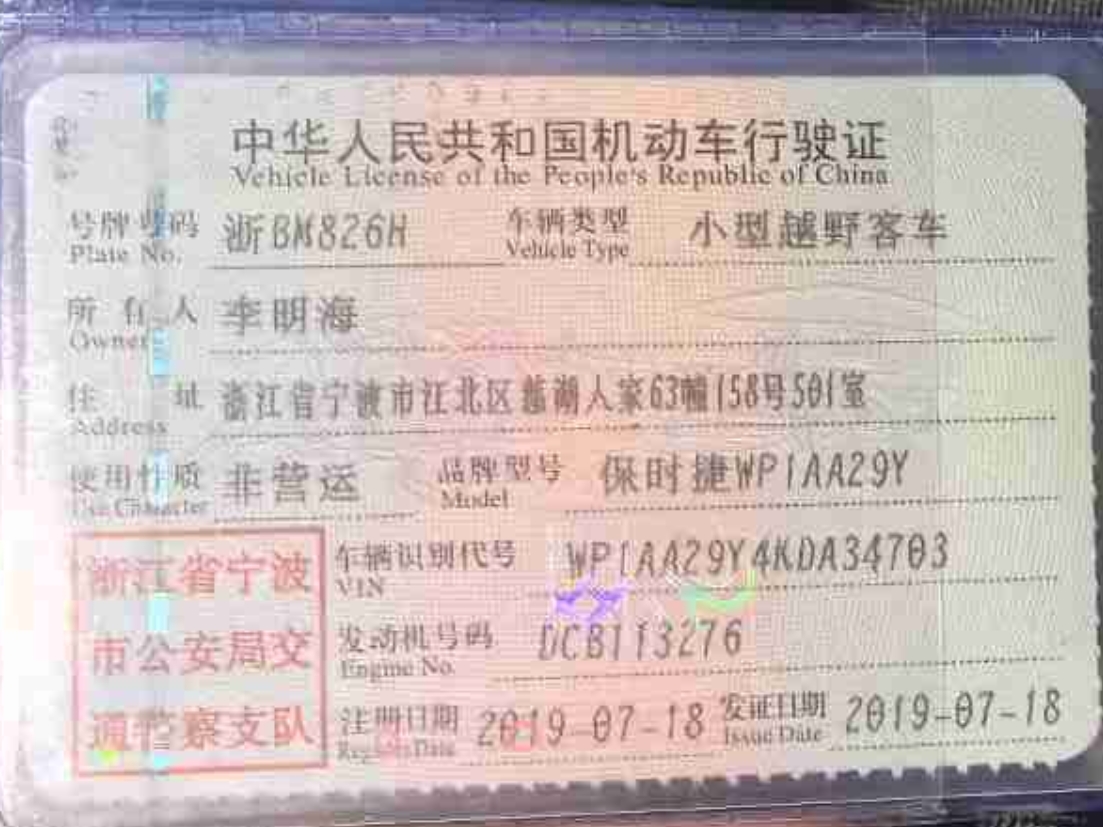 中华人民共和国机动车行驶证
Vehicle License of the People's Republic of China
号牌号码 浙BM826H 车辆类型 小型越野客车
Plate No. Vehicle Type
所有人 李明海
Owner
住址 浙江省宁波市江北区湖人家63幢158号501室
Address
使用性质 非营运 品牌型号 保时捷WP1AA29Y
Use Character Model
浙江省宁波 车辆识别代号 WP1AA29Y4KDA34703
VIN
市公安局交 发动机号码 DCB113276
Engine No.
通警察支队 注册日期 2019-07-18 发证日期 2019-07-18
Register Date Issue Date